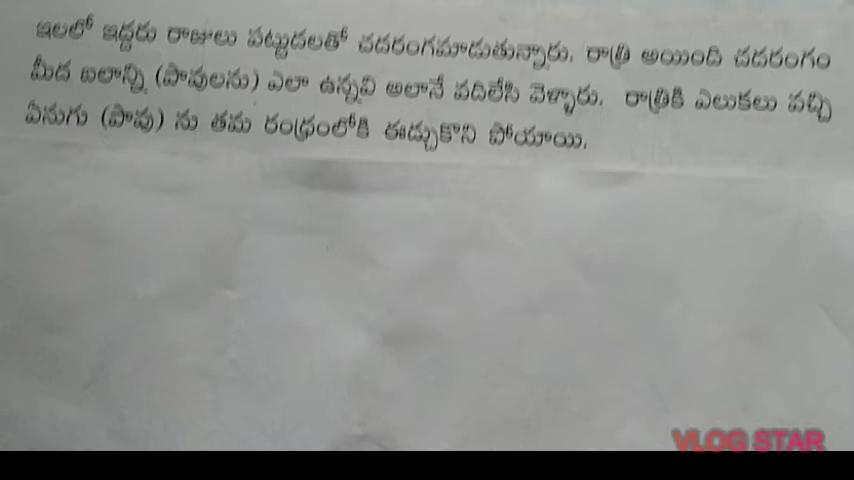 ఇలలో ఇద్దరు రాజులు పట్టుదలతో చదరంగమాడుతున్నారు. రాత్రి అయింది చదరంగం
మీద బలాన్ని (పావులను) ఎలా ఉన్నవి అలానే వదిలేసి వెళ్ళారు. రాత్రికి ఎలుకలు వచ్చి
ఏనుగు (పావు) ను తమ రంధ్రంలోకి ఈడ్చుకొని పోయాయి.
VLOG STAR